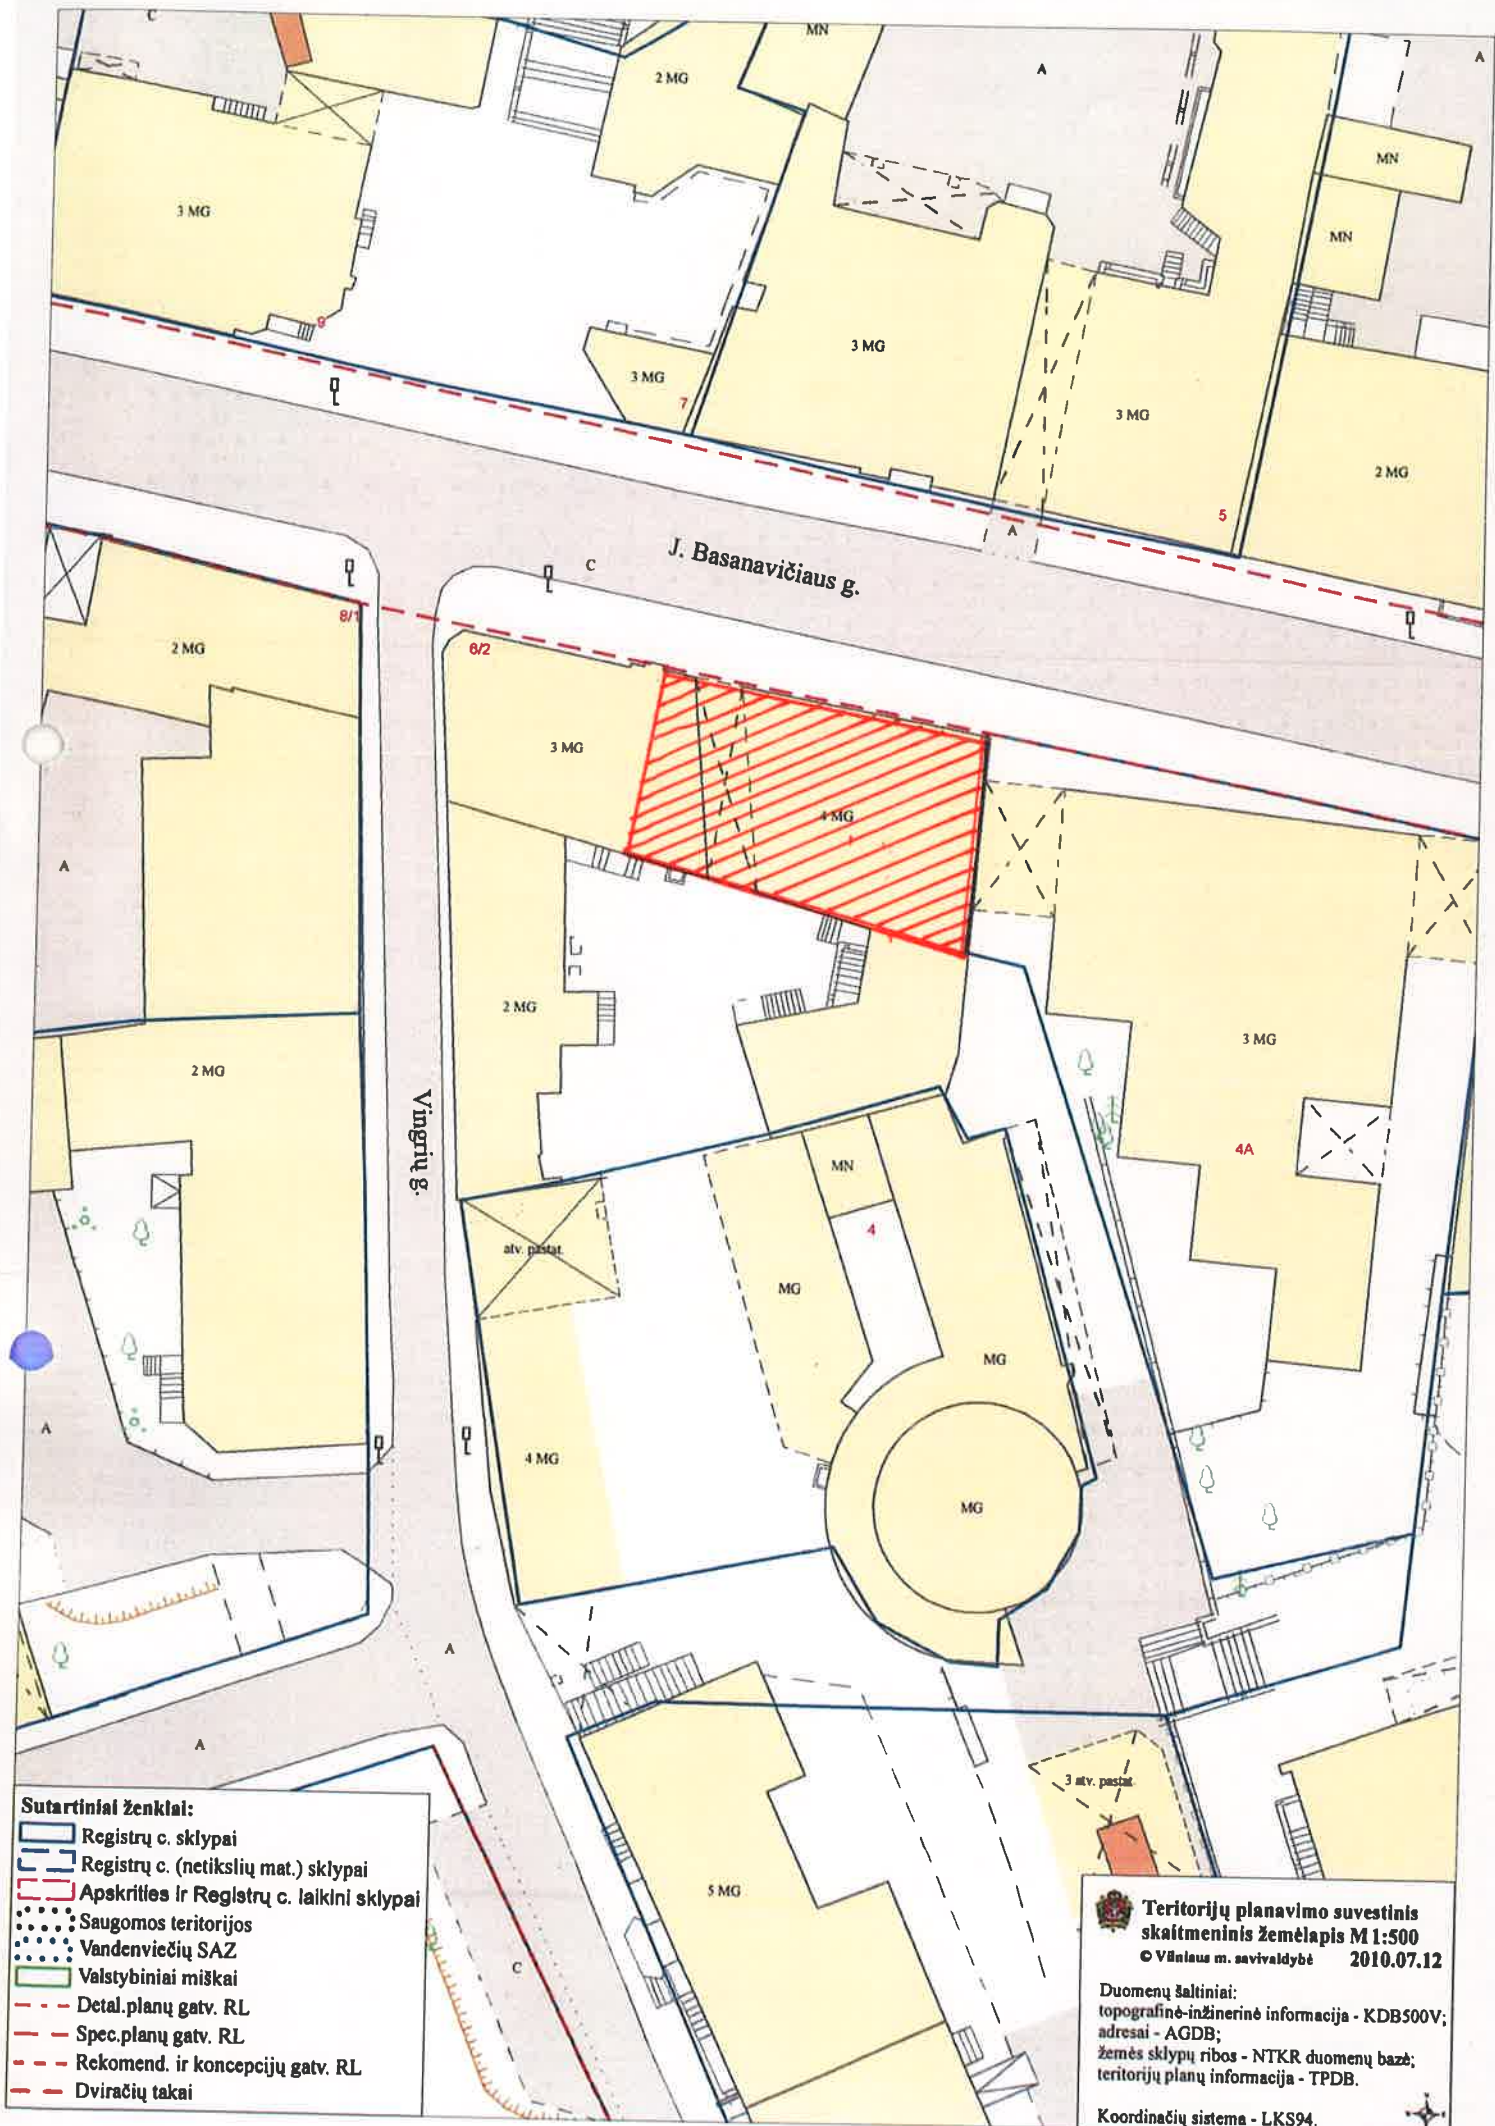 C
MN
A
A
2 MG
MN
3 MG
MN
9
3 MG
3 MG
7
3 MG
2 MG
5
A
J. Basanavičiaus g.
C
8/1
6/2
2 MG
3 MG
4 MG
A
2 MG
3 MG
2 MG
Vingrių g.
4A
MN
4
atv. pastat.
MG
MG
A
4 MG
MG
A
A
3 atv. pastat.
5 MG
C
Sutartiniai ženklai:
Registrų c. sklypai
Registrų c. (netikslių mat.) sklypai
Apskrities ir Registrų c. laikini sklypai
Saugomos teritorijos
Vandenviečių SAZ
Valstybiniai miškai
Detal.planų gatv. RL
Spec.planų gatv. RL
Rekomend. ir koncepcijų gatv. RL
Dviračių takai
Teritorijų planavimo suvestinis
skaitmeninis žemėlapis M 1:500
© Vilniaus m. savivaldybė 2010.07.12
Duomenų šaltiniai:
topografinė-inžinerinė informacija - KDB500V;
adresai - AGDB;
žemės sklypų ribos - NTKR duomenų bazė;
teritorijų planų informacija - TPDB.
Koordinačių sistema - LKS94.